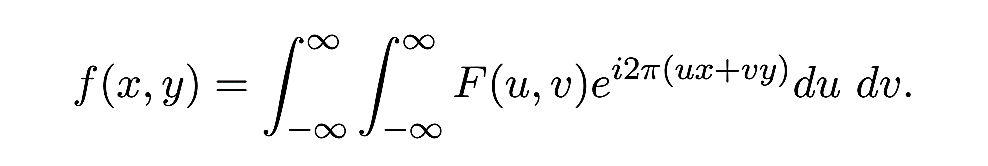 f(x, y) = ∫_{-∞}^{∞} ∫_{-∞}^{∞} F(u, v)e^{i2π(ux+vy)} du dv.